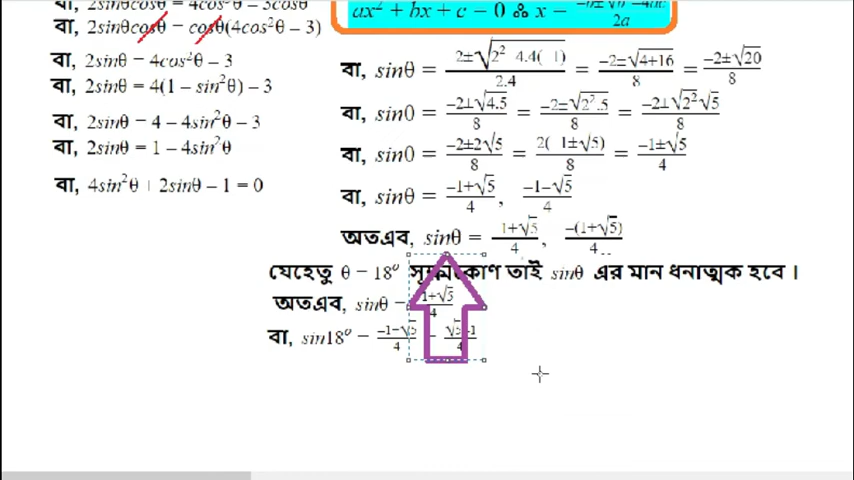 বা, 2sinθcosθ = 4cos³θ − 3cosθ
বা, 2sinθcosθ = cosθ(4cos²θ − 3)
বা, 2sinθ = 4cos²θ − 3
বা, 2sinθ = 4(1 − sin²θ) − 3
বা, 2sinθ = 4 − 4sin²θ − 3
বা, 2sinθ = 1 − 4sin²θ
বা, 4sin²θ + 2sinθ − 1 = 0
ax² + bx + c = 0 ஃ x =
2a
বা, sinθ = (−2±√(2²−4.4(−1)))/2.4 = (−2±√(4+16))/8 = (−2±√20)/8
বা, sinθ = (−2±√(4.5))/8 = (−2±√(2².5))/8 = (−2±√2²√5)/8
বা, sinθ = (−2±2√5)/8 = 2(−1±√5)/8 = (−1±√5)/4
বা, sinθ = (−1+√5)/4, (−1−√5)/4
অতএব, sinθ = (−1+√5)/4, −(1+√5)/4
যেহেতু θ = 18° সূক্ষ্মকোণ তাই sinθ এর মান ধনাত্মক হবে।
অতএব, sinθ = (−1+√5)/4
বা, sin18° = (−1−√5)/4 = (√5−1)/4